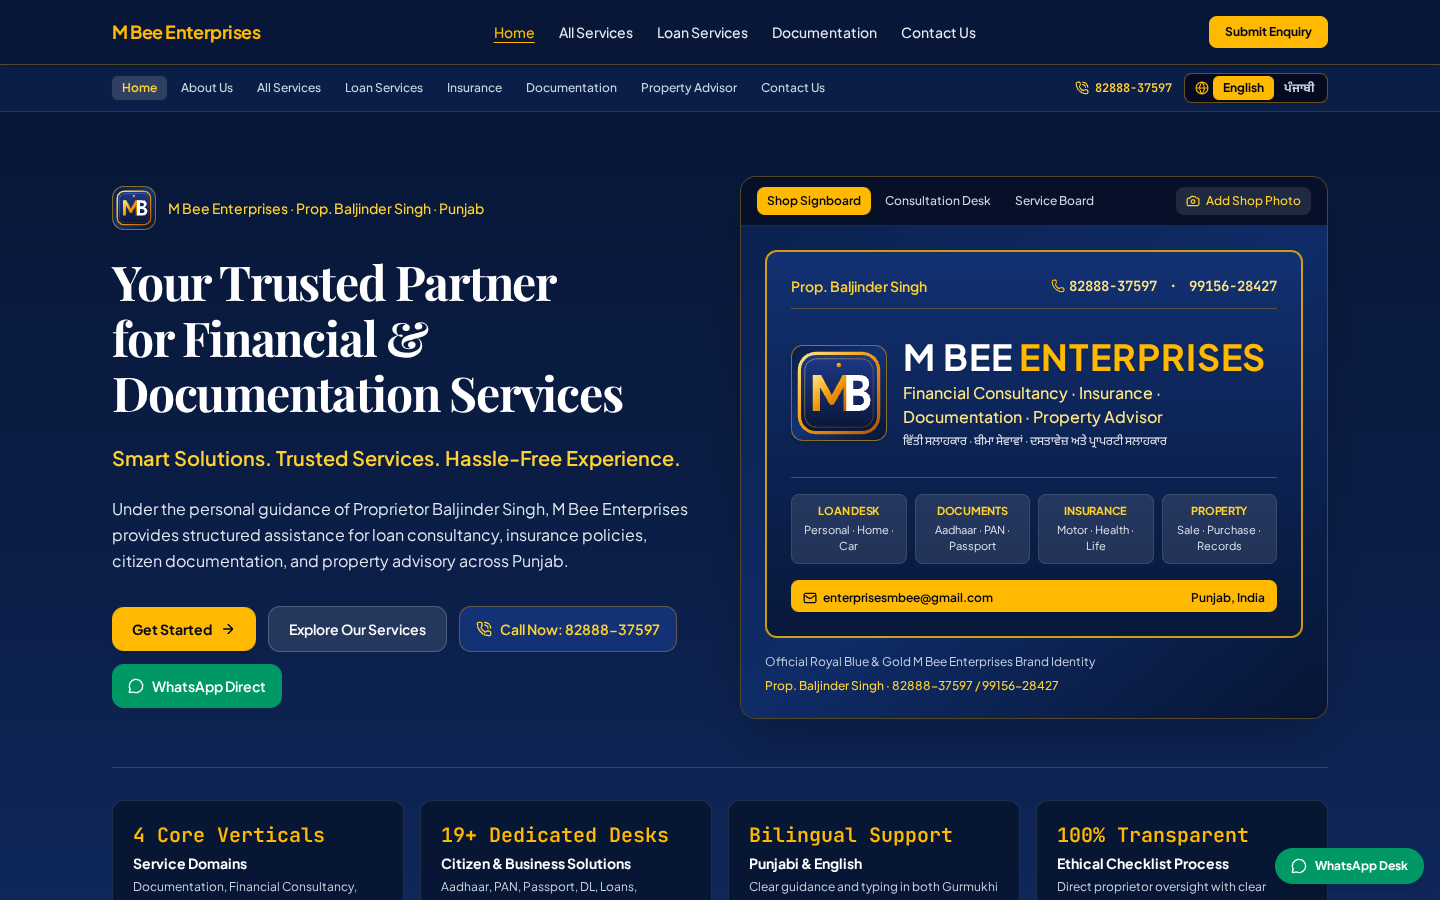 M Bee Enterprises
Home
All Services
Loan Services
Documentation
Contact Us
Submit Enquiry
Home
About Us
All Services
Loan Services
Insurance
Documentation
Property Advisor
Contact Us
82888-37597
English
ਪੰਜਾਬੀ
MB
M Bee Enterprises · Prop. Baljinder Singh · Punjab
Your Trusted Partner
for Financial &
Documentation Services
Smart Solutions. Trusted Services. Hassle-Free Experience.
Under the personal guidance of Proprietor Baljinder Singh, M Bee Enterprises
provides structured assistance for loan consultancy, insurance policies,
citizen documentation, and property advisory across Punjab.
Get Started
Explore Our Services
Call Now: 82888-37597
WhatsApp Direct
Shop Signboard
Consultation Desk
Service Board
Add Shop Photo
Prop. Baljinder Singh
82888-37597 · 99156-28427
MB
M BEE ENTERPRISES
Financial Consultancy · Insurance ·
Documentation · Property Advisor
ਵਿੱਤੀ ਸਲਾਹਕਾਰ · ਬੀਮਾ ਸੇਵਾਵਾਂ · ਦਸਤਾਵੇਜ਼ ਅਤੇ ਪ੍ਰਾਪਰਟੀ ਸਲਾਹਕਾਰ
LOAN DESK
Personal · Home ·
Car
DOCUMENTS
Aadhaar · PAN ·
Passport
INSURANCE
Motor · Health ·
Life
PROPERTY
Sale · Purchase ·
Records
enterprisesmbee@gmail.com
Punjab, India
Official Royal Blue & Gold M Bee Enterprises Brand Identity
Prop. Baljinder Singh · 82888-37597 / 99156-28427
4 Core Verticals
Service Domains
Documentation, Financial Consultancy,
19+ Dedicated Desks
Citizen & Business Solutions
Aadhaar, PAN, Passport, DL, Loans,
Bilingual Support
Punjabi & English
Clear guidance and typing in both Gurmukhi
100% Transparent
Ethical Checklist Process
Direct proprietor oversight with clear
WhatsApp Desk